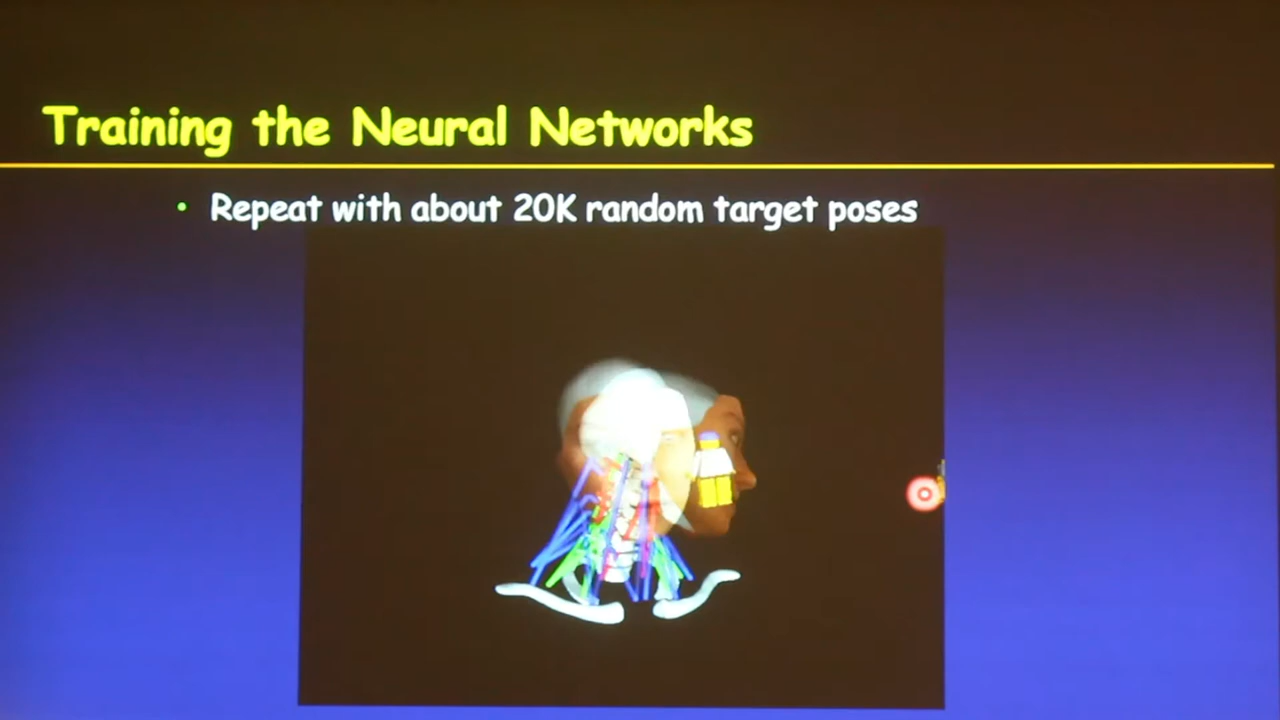 Training the Neural Networks
• Repeat with about 20K random target poses